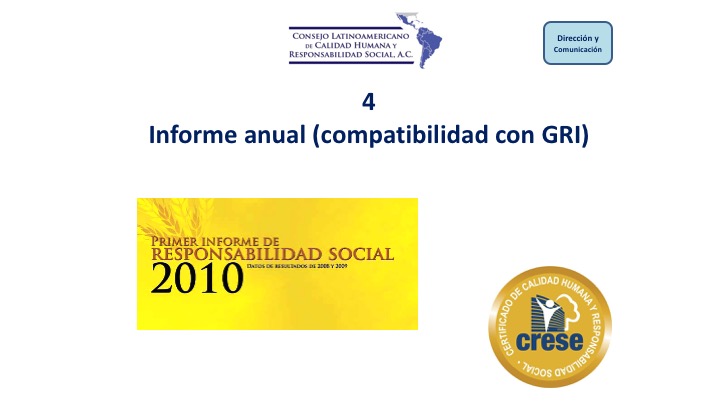 CONSEJO LATINOAMERICANO
DE CALIDAD HUMANA Y
RESPONSABILIDAD SOCIAL, A.C.
Dirección y
Comunicación
4
Informe anual (compatibilidad con GRI)
PRIMER INFORME DE
RESPONSABILIDAD SOCIAL
2010
DATOS DE RESULTADOS DE 2008 Y 2009
CERTIFICADO DE CALIDAD HUMANA Y RESPONSABILIDAD SOCIAL
crese